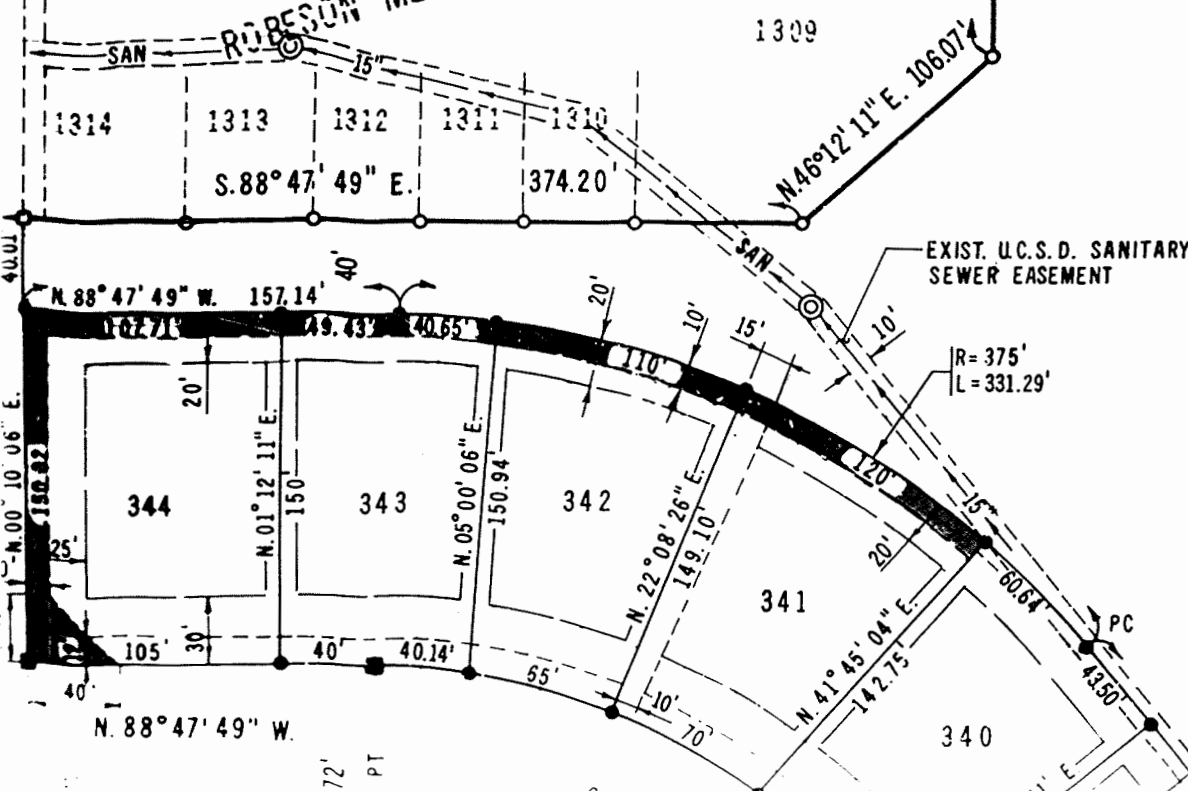 ROBESON
1309
SAN
15"
N.46°12'11" E. 106.07'
1314
1313
1312
1311
1310
S.88°47'49" E.
374.20'
40.01'
SAN
EXIST. U.C.S.D. SANITARY
SEWER EASEMENT
40'
N.88°47'49" W.
157.14'
20'
10'
15'
10'
107.71'
49.43'
40.65'
110'
R=375'
L=331.29'
20'
N.00°10'06" E.
150.82
344
N.01°12'11" E.
150'
343
N.05°00'06" E.
150.94'
342
N. 22°08'26" E.
149.10'
120'
15"
20'
25'
341
N. 41°45'04" E.
142.75'
60.64'
PC
43.50'
30'
105'
40'
40.14'
65'
10'
70'
40'
340
N. 88°47'49" W.
72'
PT